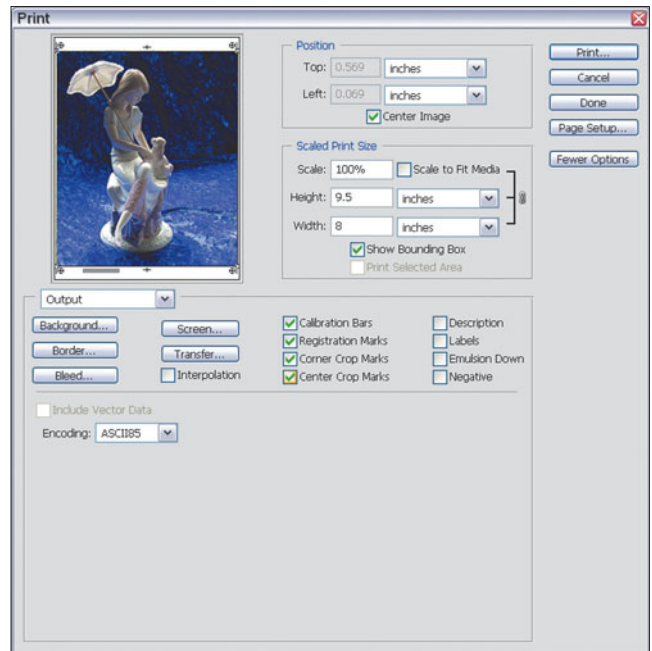 Print
Position
Top: 0.569 inches
Left: 0.069 inches
Center Image
Scaled Print Size
Scale: 100% Scale to Fit Media
Height: 9.5 inches
Width: 8 inches
Show Bounding Box
Print Selected Area
Print...
Cancel
Done
Page Setup...
Fewer Options
Output
Background... Screen... Calibration Bars Description
Border... Transfer... Registration Marks Labels
Bleed... Interpolation Corner Crop Marks Emulsion Down
Center Crop Marks Negative
Include Vector Data
Encoding: ASCII85